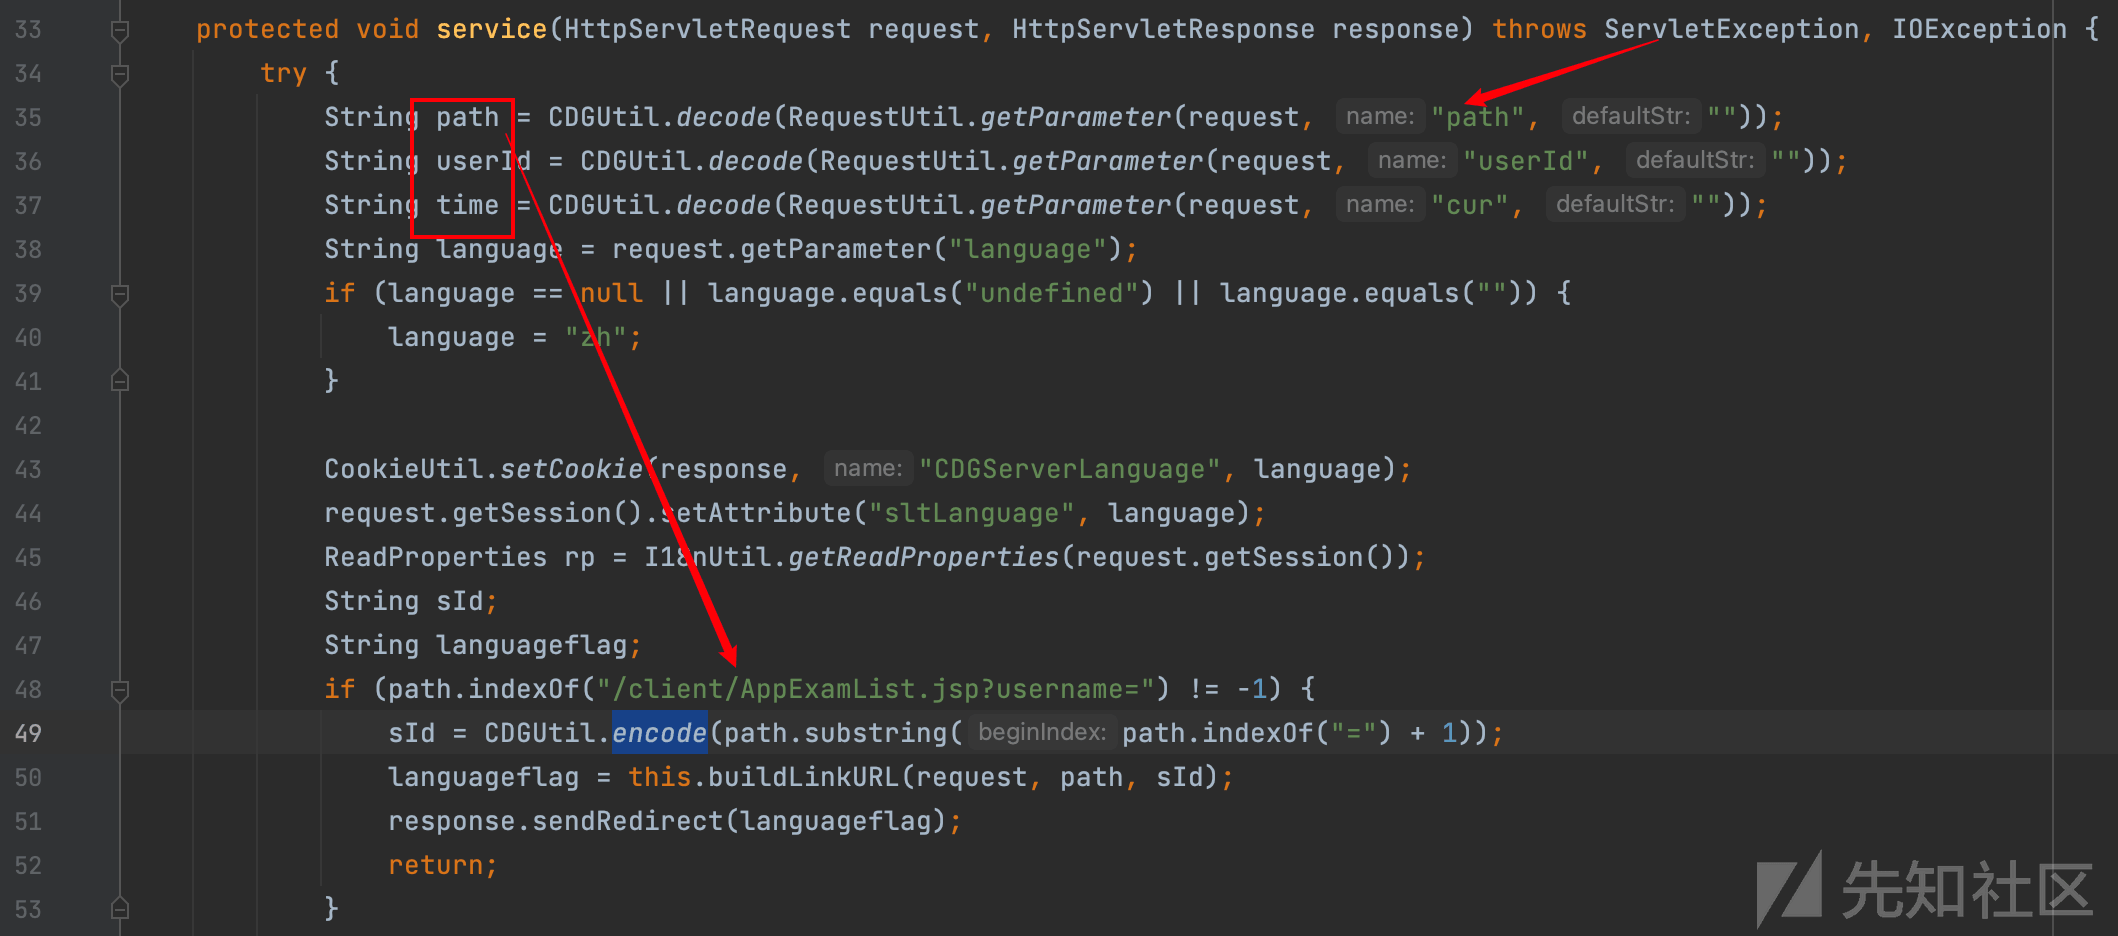 33 protected void service(HttpServletRequest request, HttpServletResponse response) throws ServletException, IOException {
34 try {
35 String path = CDGUtil.decode(RequestUtil.getParameter(request, name: "path", defaultStr: ""));
36 String userId = CDGUtil.decode(RequestUtil.getParameter(request, name: "userId", defaultStr: ""));
37 String time = CDGUtil.decode(RequestUtil.getParameter(request, name: "cur", defaultStr: ""));
38 String language = request.getParameter("language");
39 if (language == null || language.equals("undefined") || language.equals("")) {
40 language = "zh";
41 }
42
43 CookieUtil.setCookie(response, name: "CDGServerLanguage", language);
44 request.getSession().setAttribute("sltLanguage", language);
45 ReadProperties rp = I18nUtil.getReadProperties(request.getSession());
46 String sId;
47 String languageflag;
48 if (path.indexOf("/client/AppExamList.jsp?username=") != -1) {
49 sId = CDGUtil.encode(path.substring( beginIndex: path.indexOf("=") + 1));
50 languageflag = this.buildLinkURL(request, path, sId);
51 response.sendRedirect(languageflag);
52 return;
53 }
先知社区